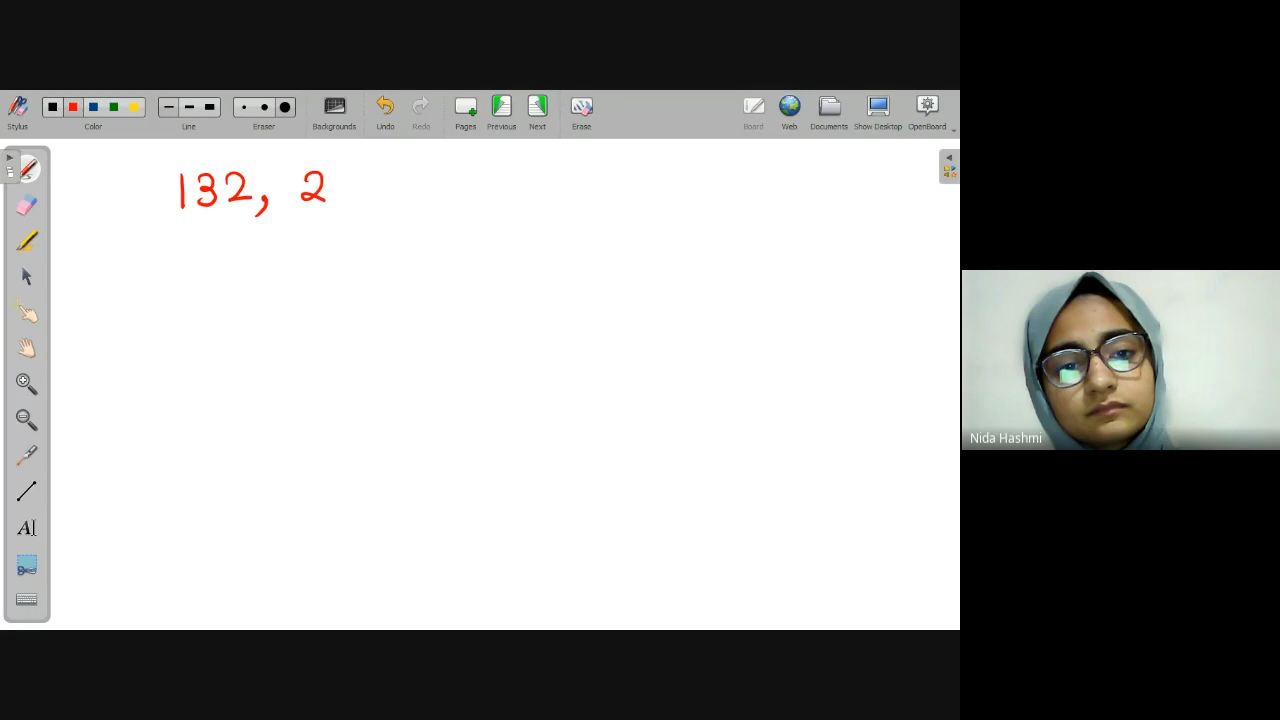 Stylus Color Line Eraser Backgrounds Undo Redo Pages Previous Next Erase Board Web Documents Show Desktop OpenBoard
132, 2
A
Nida Hashmi